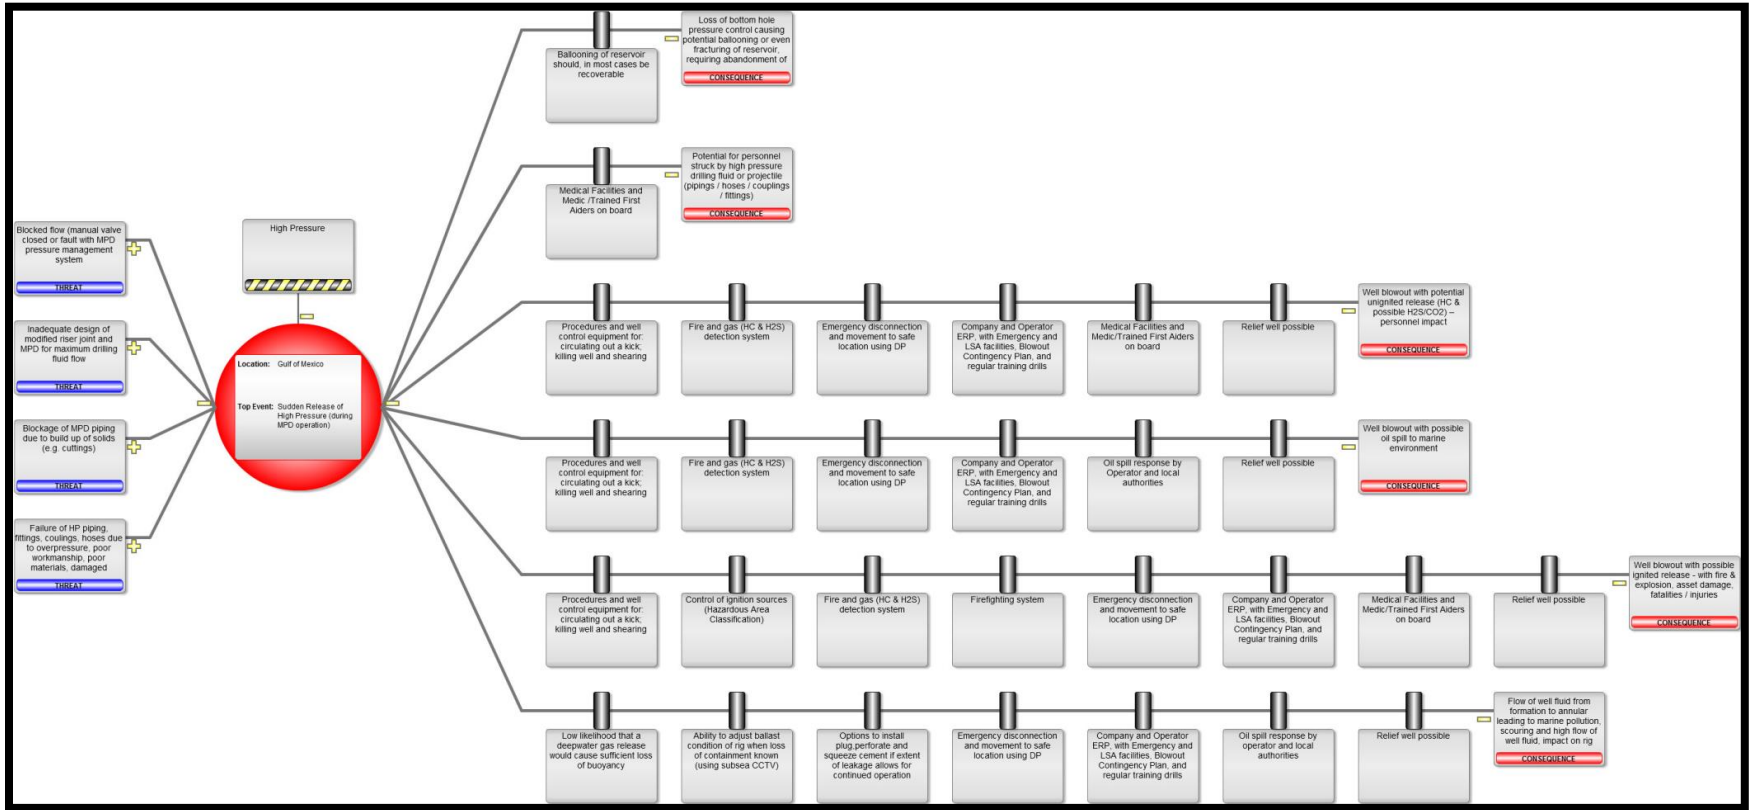 Blocked flow (manual valve
closed or fault with MPD
pressure management
system
THREAT
Inadequate design of
modified riser joint and
MPD for maximum drilling
fluid flow
THREAT
Blockage of MPD piping
due to build up of solids
(e.g. cuttings)
THREAT
Failure of HP piping,
fittings, coulings, hoses due
to overpressure, poor
workmanship, poor
materials, damaged
THREAT
High Pressure
Location: Gulf of Mexico
Top Event: Sudden Release of
High Pressure (during
MPD operation)
Ballooning of reservoir
should, in most cases be
recoverable
Loss of bottom hole
pressure control causing
potential ballooning or even
fracturing of reservoir,
requiring abandonment of
CONSEQUENCE
Medical Facilities and
Medic /Trained First
Aiders on board
Potential for personnel
struck by high pressure
drilling fluid or projectile
(pipings / hoses / couplings
/ fittings)
CONSEQUENCE
Procedures and well
control equipment for:
circulating out a kick;
killing well and shearing
Fire and gas (HC & H2S)
detection system
Emergency disconnection
and movement to safe
location using DP
Company and Operator
ERP, with Emergency and
LSA facilities, Blowout
Contingency Plan, and
regular training drills
Medical Facilities and
Medic/Trained First Aiders
on board
Relief well possible
Well blowout with potential
unignited release (HC &
possible H2S/CO2) –
personnel impact
CONSEQUENCE
Procedures and well
control equipment for:
circulating out a kick;
killing well and shearing
Fire and gas (HC & H2S)
detection system
Emergency disconnection
and movement to safe
location using DP
Company and Operator
ERP, with Emergency and
LSA facilities, Blowout
Contingency Plan, and
regular training drills
Oil spill response by
Operator and local
authorities
Relief well possible
Well blowout with possible
oil spill to marine
environment
CONSEQUENCE
Procedures and well
control equipment for:
circulating out a kick;
killing well and shearing
Control of ignition sources
(Hazardous Area
Classification)
Fire and gas (HC & H2S)
detection system
Firefighting system
Emergency disconnection
and movement to safe
location using DP
Company and Operator
ERP, with Emergency and
LSA facilities, Blowout
Contingency Plan, and
regular training drills
Medical Facilities and
Medic/Trained First Aiders
on board
Relief well possible
Well blowout with possible
ignited release - with fire &
explosion, asset damage,
fatalities / injuries
CONSEQUENCE
Low likelihood that a
deepwater gas release
would cause sufficient loss
of buoyancy
Ability to adjust ballast
condition of rig when loss
of containment known
(using subsea CCTV)
Options to install
plug,perforate and
squeeze cement if extent
of leakage allows for
continued operation
Emergency disconnection
and movement to safe
location using DP
Company and Operator
ERP, with Emergency and
LSA facilities, Blowout
Contingency Plan, and
regular training drills
Oil spill response by
operator and local
authorities
Relief well possible
Flow of well fluid from
formation to annular
leading to marine pollution,
scouring and high flow of
well fluid, impact on rig
CONSEQUENCE